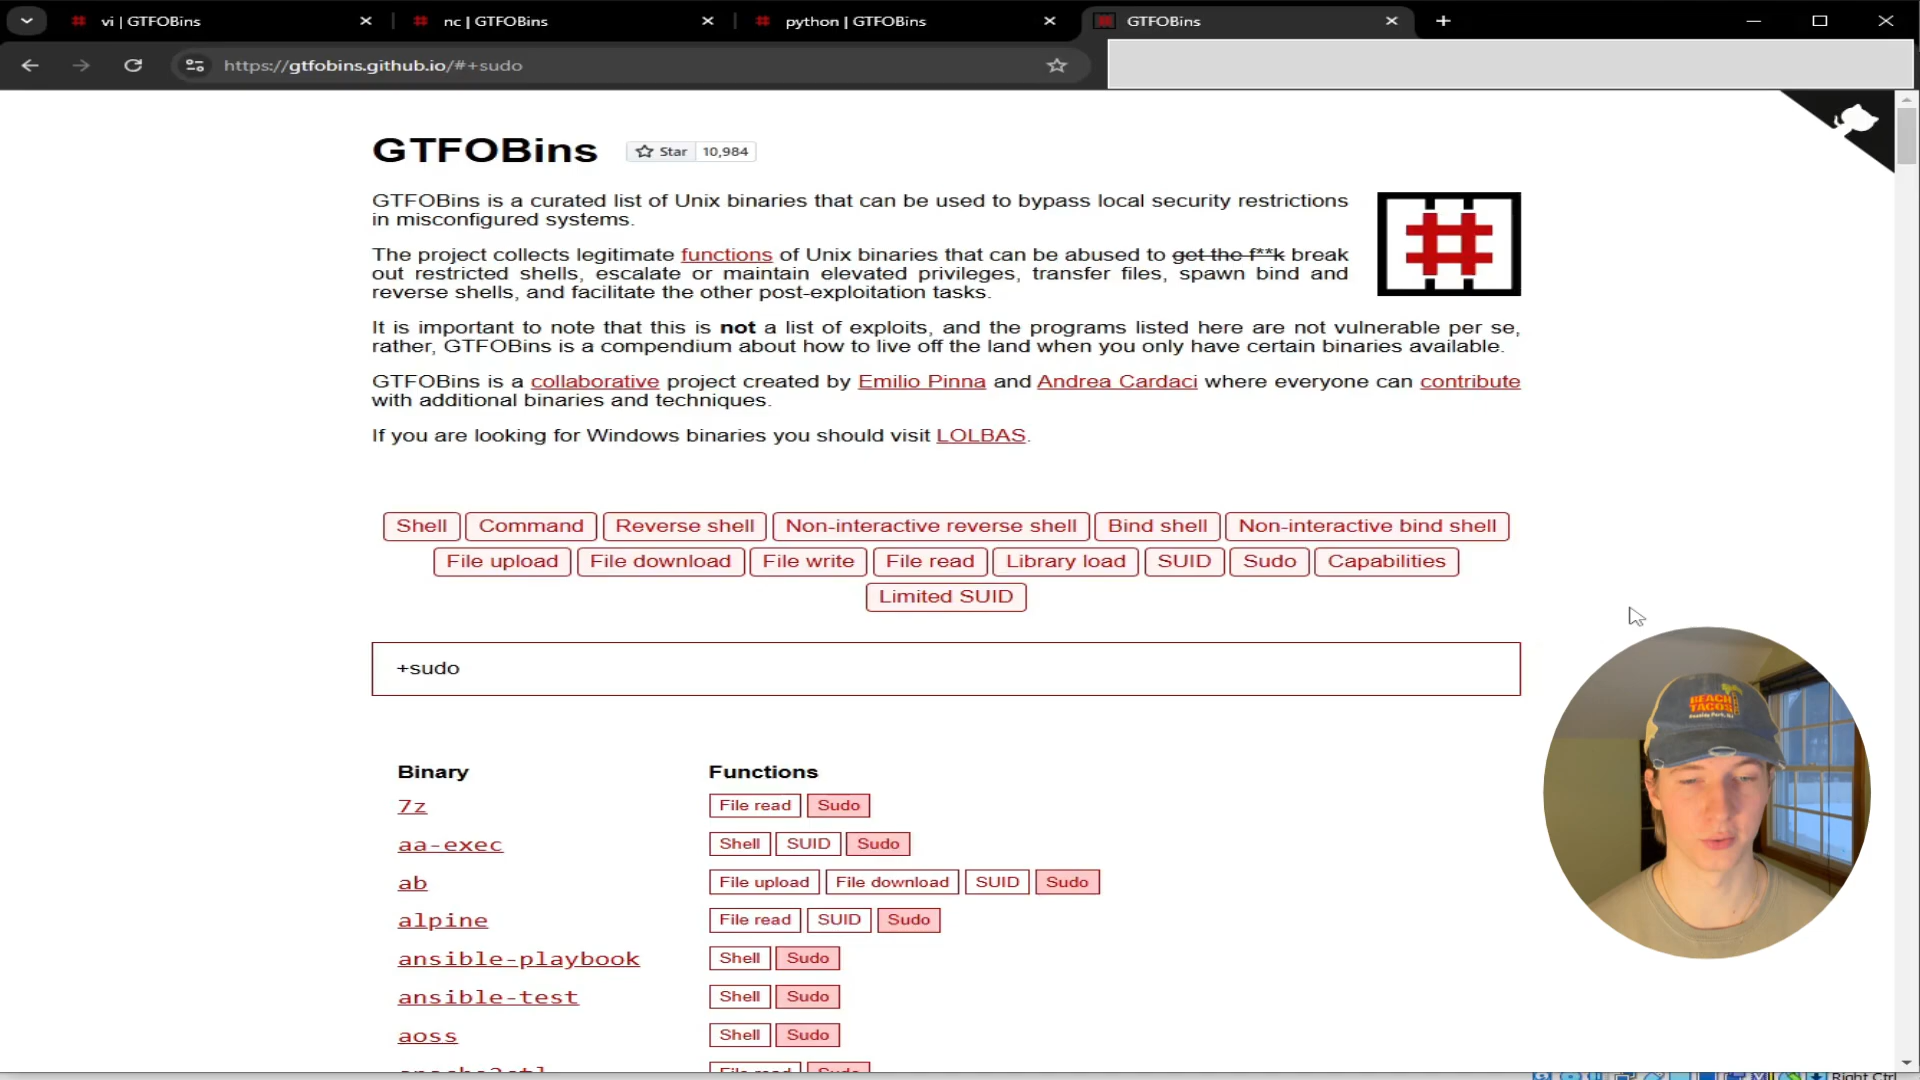 vi | GTFOBins
nc | GTFOBins
python | GTFOBins
GTFOBins
https://gtfobins.github.io/#+sudo
GTFOBins
Star 10,984
GTFOBins is a curated list of Unix binaries that can be used to bypass local security restrictions
in misconfigured systems.
The project collects legitimate functions of Unix binaries that can be abused to get the f**k break
out restricted shells, escalate or maintain elevated privileges, transfer files, spawn bind and
reverse shells, and facilitate the other post-exploitation tasks.
It is important to note that this is not a list of exploits, and the programs listed here are not vulnerable per se,
rather, GTFOBins is a compendium about how to live off the land when you only have certain binaries available.
GTFOBins is a collaborative project created by Emilio Pinna and Andrea Cardaci where everyone can contribute
with additional binaries and techniques.
If you are looking for Windows binaries you should visit LOLBAS.
Shell Command Reverse shell Non-interactive reverse shell Bind shell Non-interactive bind shell
File upload File download File write File read Library load SUID Sudo Capabilities
Limited SUID
+sudo
Binary Functions
7z File read Sudo
aa-exec Shell SUID Sudo
ab File upload File download SUID Sudo
alpine File read SUID Sudo
ansible-playbook Shell Sudo
ansible-test Shell Sudo
aoss Shell Sudo
BEACH
TACOS
Right Ctrl